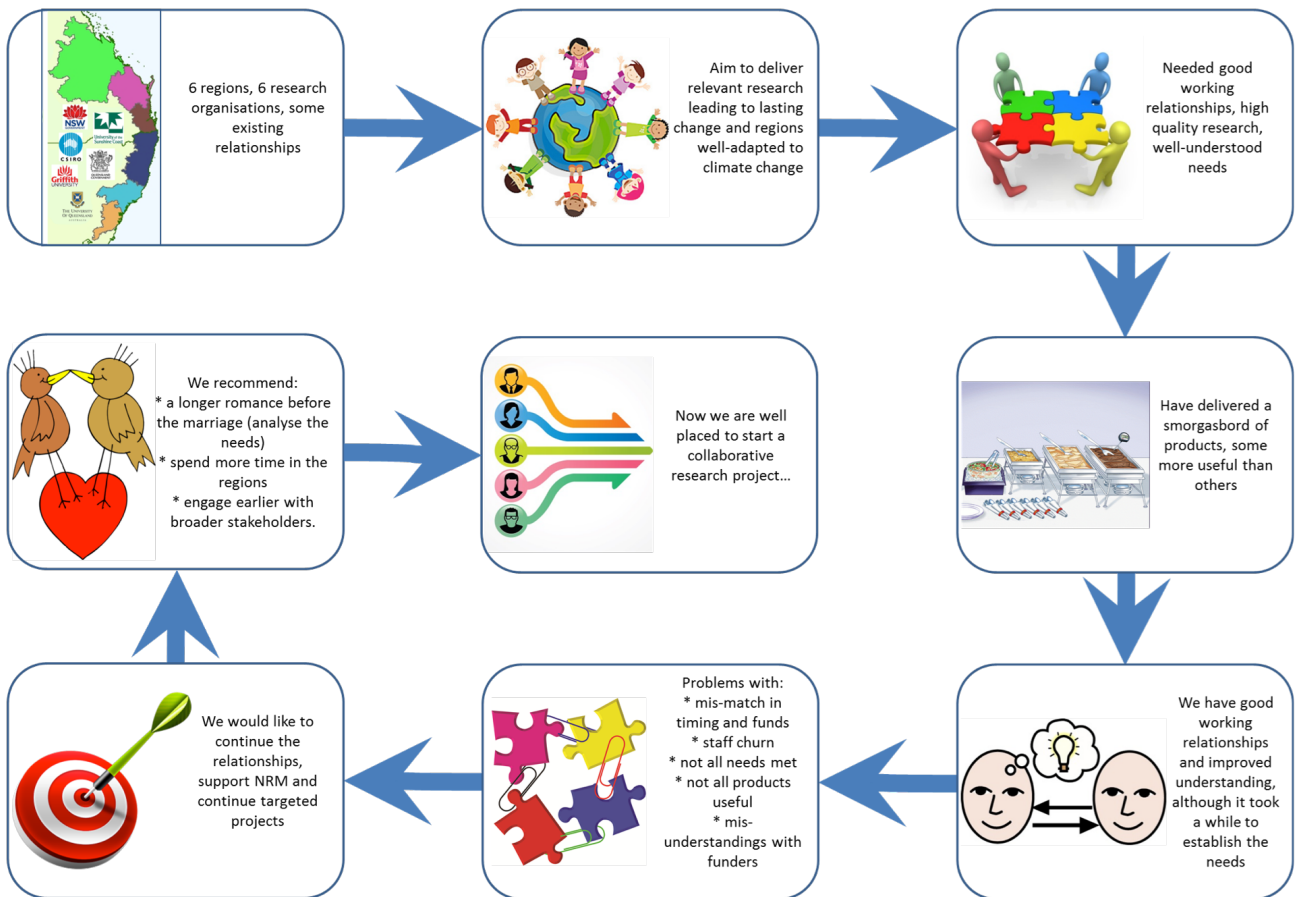 6 regions, 6 research
organisations, some
existing
relationships
NSW
University of the
Sunshine Coast
CSIRO
Griffith
UNIVERSITY
THE UNIVERSITY
OF QUEENSLAND
AUSTRALIA
Aim to deliver
relevant research
leading to lasting
change and regions
well-adapted to
climate change
Needed good
working
relationships, high
quality research,
well-understood
needs
Have delivered a
smorgasbord of
products, some
more useful than
others
We have good
working
relationships
and improved
understanding,
although it took
a while to
establish the
needs
Problems with:
* mis-match in
timing and funds
* staff churn
* not all needs met
* not all products
useful
* mis-
understandings with
funders
We would like to
continue the
relationships,
support NRM and
continue targeted
projects
We recommend:
* a longer romance before
the marriage (analyse the
needs)
* spend more time in the
regions
* engage earlier with
broader stakeholders.
Now we are well
placed to start a
collaborative
research project…